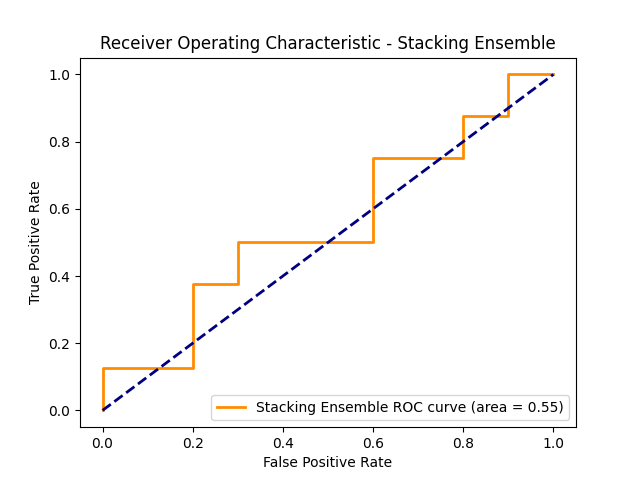 Receiver Operating Characteristic - Stacking Ensemble
1.0
0.8
0.6
0.4
0.2
0.0
True Positive Rate
Stacking Ensemble ROC curve (area = 0.55)
0.0 0.2 0.4 0.6 0.8 1.0
False Positive Rate